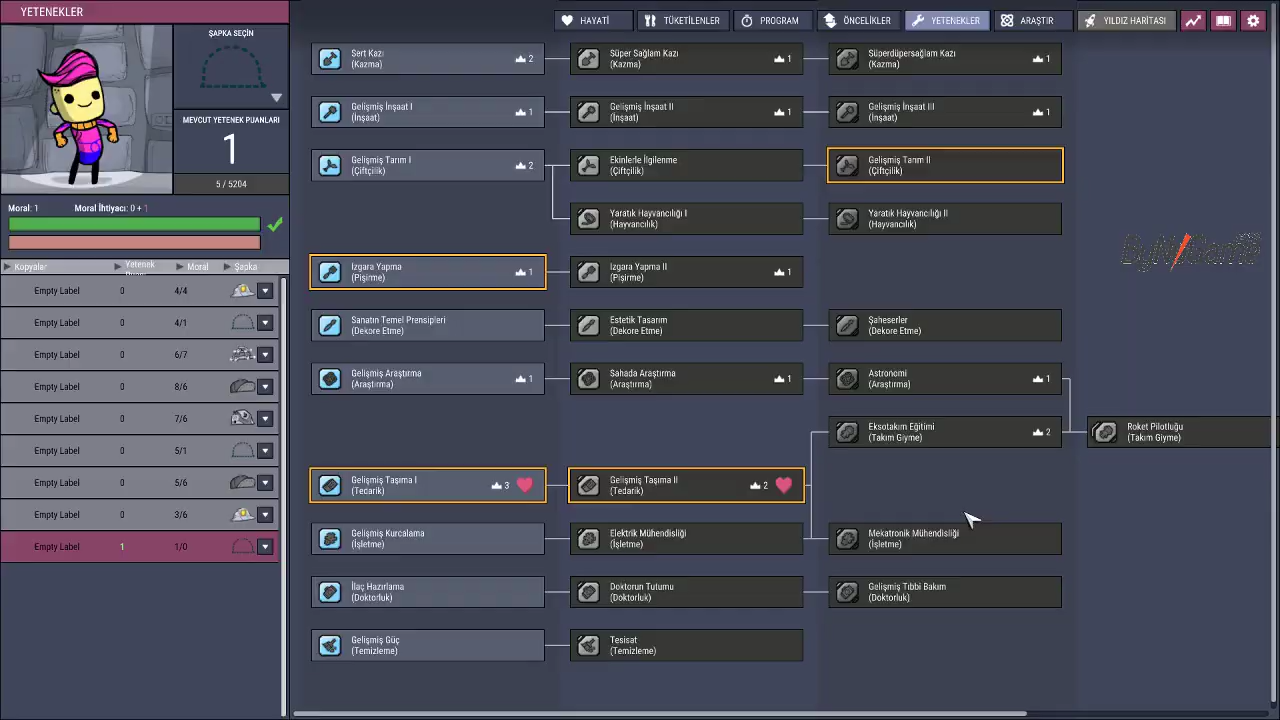 YETENEKLER
HAYATİ
TÜKETİLENLER
PROGRAM
ÖNCELİKLER
YETENEKLER
ARAŞTIR
YILDIZ HARİTASI
ŞAPKA SEÇİN
MEVCUT YETENEK PUANLARI
1
5 / 5204
Moral: 1
Moral İhtiyacı: 0 + 1
Kopyalar
Yetenek
Moral
Şapka
Empty Label 0 4/4
Empty Label 0 4/1
Empty Label 0 6/7
Empty Label 0 8/6
Empty Label 0 7/6
Empty Label 0 5/1
Empty Label 0 5/6
Empty Label 0 3/6
Empty Label 1 1/0
Sert Kazı 2
(Kazma)
Süper Sağlam Kazı 1
(Kazma)
Süperdüpersağlam Kazı 1
(Kazma)
Gelişmiş İnşaat I 1
(İnşaat)
Gelişmiş İnşaat II 1
(İnşaat)
Gelişmiş İnşaat III 1
(İnşaat)
Gelişmiş Tarım I 2
(Çiftçilik)
Ekinlerle İlgilenme
(Çiftçilik)
Gelişmiş Tarım II
(Çiftçilik)
Yaratık Hayvancılığı I
(Hayvancılık)
Yaratık Hayvancılığı II
(Hayvancılık)
Izgara Yapma 1
(Pişirme)
Izgara Yapma II 1
(Pişirme)
Sanatın Temel Prensipleri
(Dekore Etme)
Estetik Tasarım
(Dekore Etme)
Şaheserler
(Dekore Etme)
Gelişmiş Araştırma 1
(Araştırma)
Sahada Araştırma 1
(Araştırma)
Astronomi 1
(Araştırma)
Eksotakım Eğitimi 2
(Takım Giyme)
Roket Pilotluğu
(Takım Giyme)
Gelişmiş Taşıma I 3
(Tedarik)
Gelişmiş Taşıma II 2
(Tedarik)
Gelişmiş Kurcalama
(İşletme)
Elektrik Mühendisliği
(İşletme)
Mekatronik Mühendisliği
(İşletme)
İlaç Hazırlama
(Doktorluk)
Doktorun Tutumu
(Doktorluk)
Gelişmiş Tıbbi Bakım
(Doktorluk)
Gelişmiş Güç
(Temizleme)
Tesisat
(Temizleme)